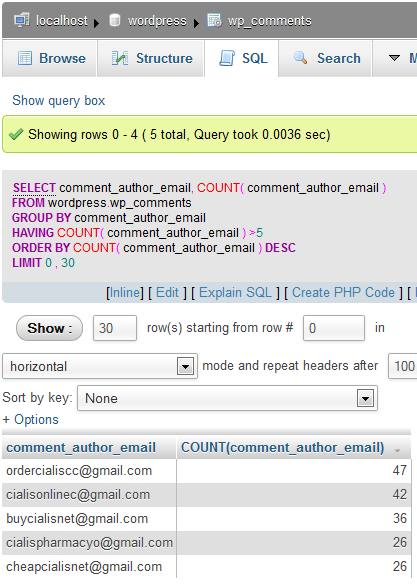 localhost » wordpress » wp_comments
Browse Structure SQL Search
Show query box
Showing rows 0 - 4 ( 5 total, Query took 0.0036 sec)
SELECT comment_author_email, COUNT( comment_author_email )
FROM wordpress.wp_comments
GROUP BY comment_author_email
HAVING COUNT( comment_author_email ) >5
ORDER BY COUNT( comment_author_email ) DESC
LIMIT 0 , 30
[Inline] [ Edit ] [ Explain SQL ] [ Create PHP Code ] [
Show : 30 row(s) starting from row # 0 in
horizontal mode and repeat headers after 100
Sort by key: None
+ Options
comment_author_email COUNT(comment_author_email)
ordercialiscc@gmail.com 47
cialisonlinec@gmail.com 42
buycialisnet@gmail.com 36
cialispharmacyo@gmail.com 26
cheapcialisnet@gmail.com 26